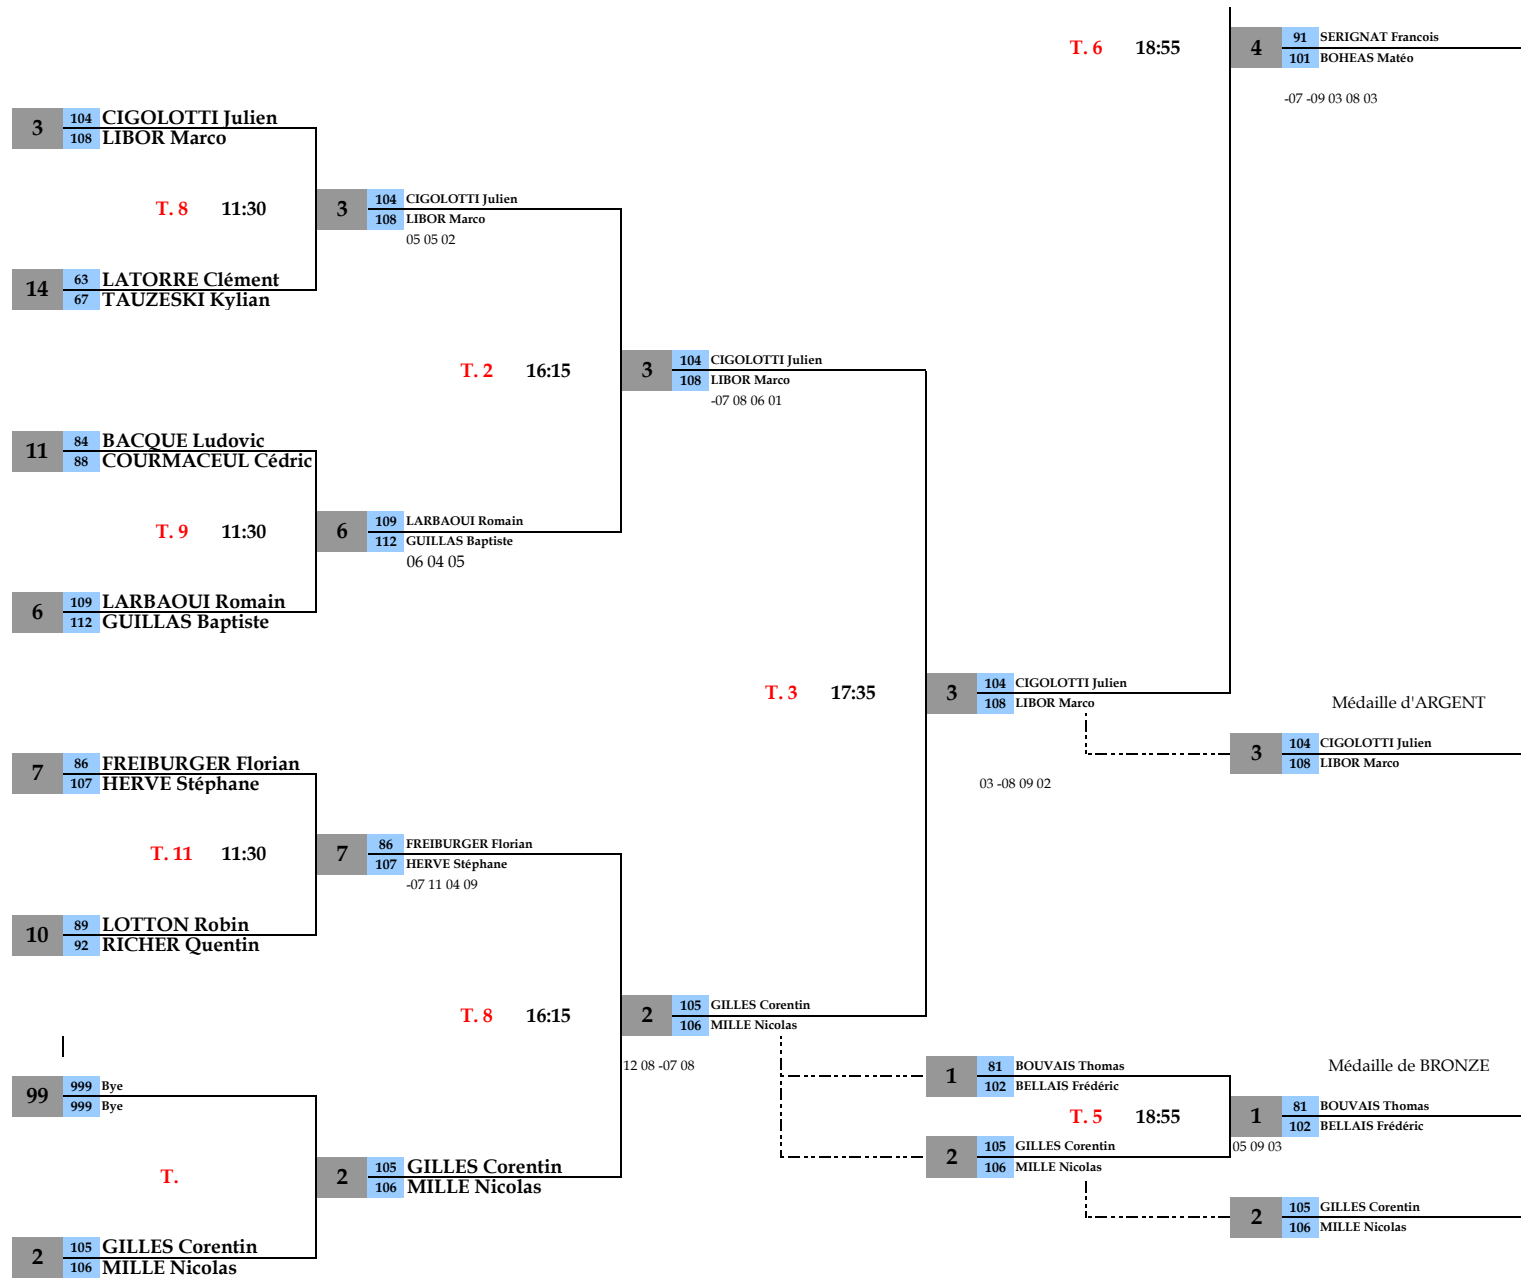 T. 6 18:55
4 91 SERIGNAT Francois
101 BOHEAS Matéo
-07 -09 03 08 03
3 104 CIGOLOTTI Julien
108 LIBOR Marco
T. 8 11:30
3 104 CIGOLOTTI Julien
108 LIBOR Marco
05 05 02
14 63 LATORRE Clément
67 TAUZESKI Kylian
T. 2 16:15
3 104 CIGOLOTTI Julien
108 LIBOR Marco
-07 08 06 01
11 84 BACQUE Ludovic
88 COURMACEUL Cédric
T. 9 11:30
6 109 LARBAOUI Romain
112 GUILLAS Baptiste
06 04 05
6 109 LARBAOUI Romain
112 GUILLAS Baptiste
T. 3 17:35
3 104 CIGOLOTTI Julien
108 LIBOR Marco
03 -08 09 02
Médaille d'ARGENT
3 104 CIGOLOTTI Julien
108 LIBOR Marco
7 86 FREIBURGER Florian
107 HERVE Stéphane
T. 11 11:30
7 86 FREIBURGER Florian
107 HERVE Stéphane
-07 11 04 09
10 89 LOTTON Robin
92 RICHER Quentin
T. 8 16:15
2 105 GILLES Corentin
106 MILLE Nicolas
12 08 -07 08
99 999 Bye
999 Bye
T.
2 105 GILLES Corentin
106 MILLE Nicolas
2 105 GILLES Corentin
106 MILLE Nicolas
1 81 BOUVAIS Thomas
102 BELLAIS Frédéric
T. 5 18:55
2 105 GILLES Corentin
106 MILLE Nicolas
Médaille de BRONZE
1 81 BOUVAIS Thomas
102 BELLAIS Frédéric
05 09 03
2 105 GILLES Corentin
106 MILLE Nicolas